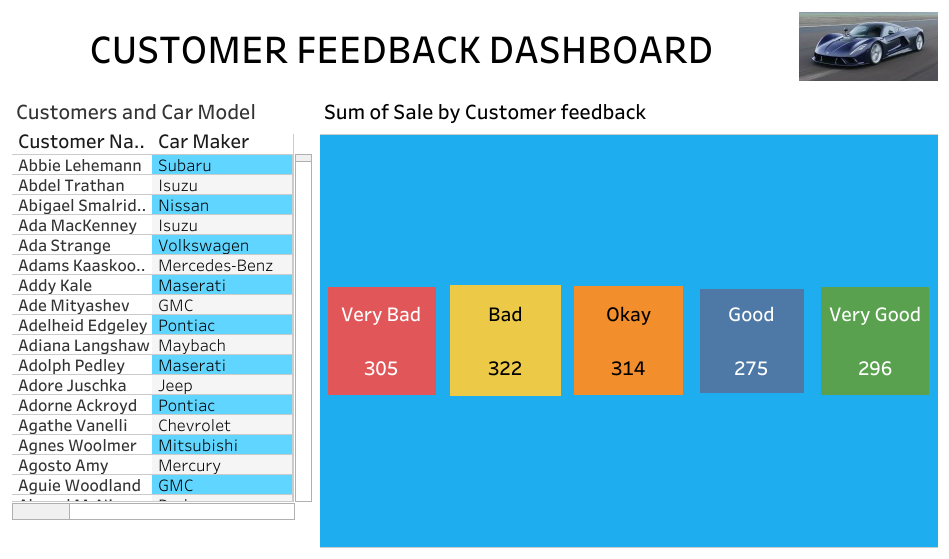 CUSTOMER FEEDBACK DASHBOARD
Customers and Car Model
Customer Na.. Car Maker
Abbie Lehemann Subaru
Abdel Trathan Isuzu
Abigael Smalrid.. Nissan
Ada MacKenney Isuzu
Ada Strange Volkswagen
Adams Kaaskoo.. Mercedes-Benz
Addy Kale Maserati
Ade Mityashev GMC
Adelheid Edgeley Pontiac
Adiana Langshaw Maybach
Adolph Pedley Maserati
Adore Juschka Jeep
Adorne Ackroyd Pontiac
Agathe Vanelli Chevrolet
Agnes Woolmer Mitsubishi
Agosto Amy Mercury
Aguie Woodland GMC
Sum of Sale by Customer feedback
Very Bad Bad Okay Good Very Good
305 322 314 275 296